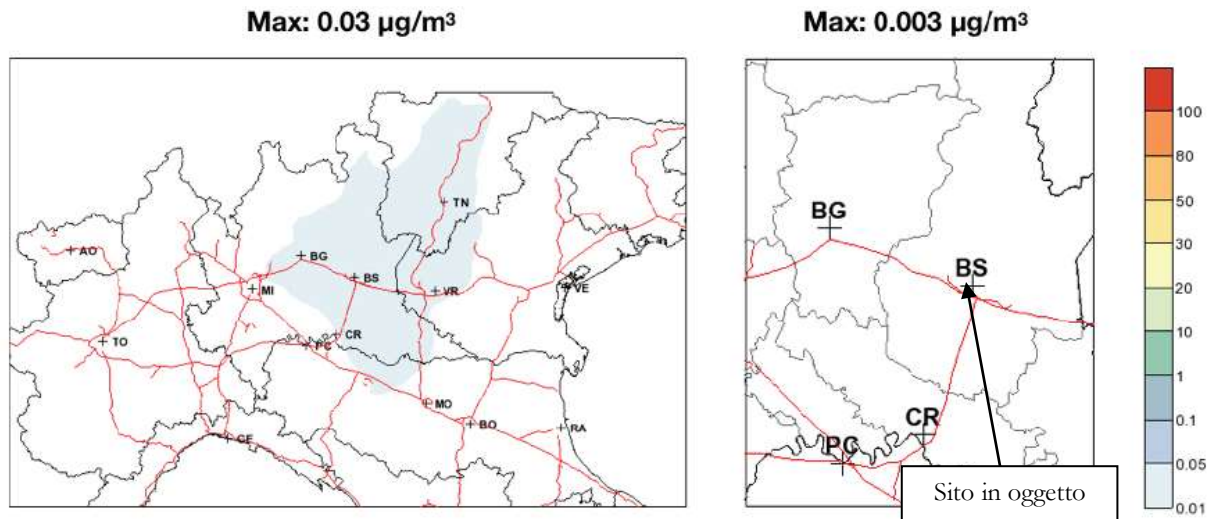 Max: 0.03 µg/m³
Max: 0.003 µg/m³
TN
AO
BG
BS
MI
VR
VE
CR
TO
PC
MO
GE
BO
RA
BG
BS
CR
PC
Sito in oggetto
100
80
50
30
20
10
1
0.1
0.05
0.01